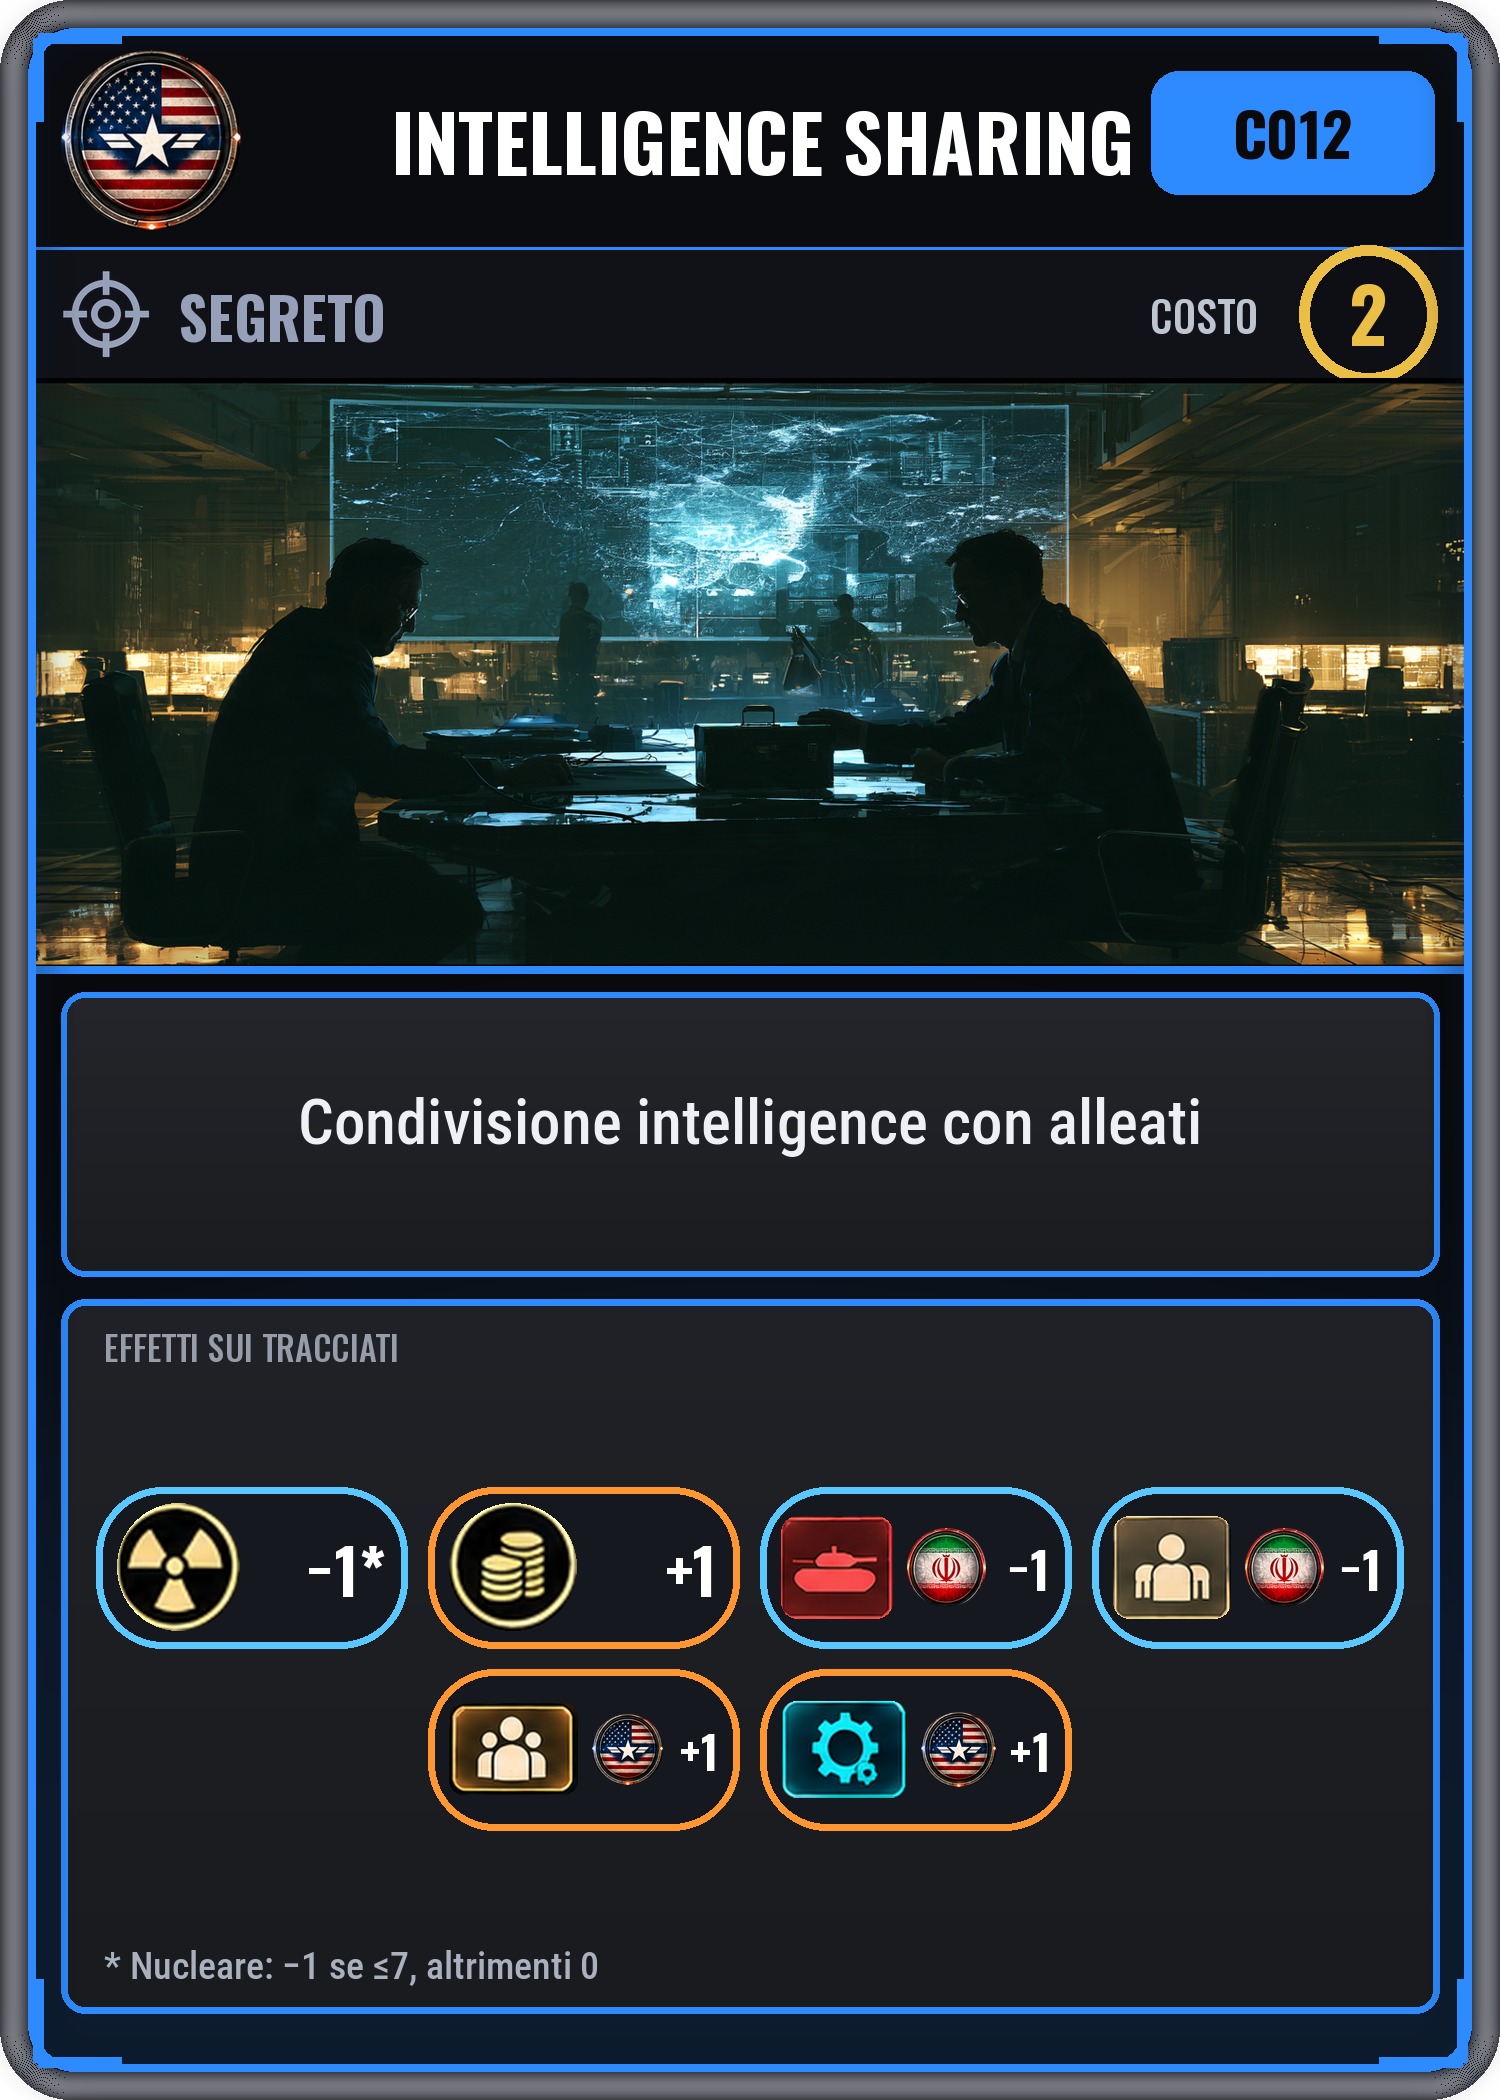 INTELLIGENCE SHARING
C012
SEGRETO
COSTO
2
Condivisione intelligence con alleati
EFFETTI SUI TRACCIATI
−1*
+1
−1
−1
+1
+1
* Nucleare: −1 se ≤7, altrimenti 0